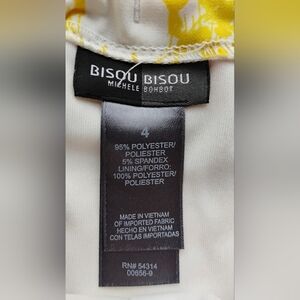 BISOU BISOU
MICHELE BOHBOT
4
95% POLYESTER/
POLIESTER
5% SPANDEX
LINING/FORRO:
100% POLYESTER/
POLIESTER
MADE IN VIETNAM
OF IMPORTED FABRIC
HECHO EN VIETNAM
CON TELAS IMPORTADAS
RN# 54314
00656-9